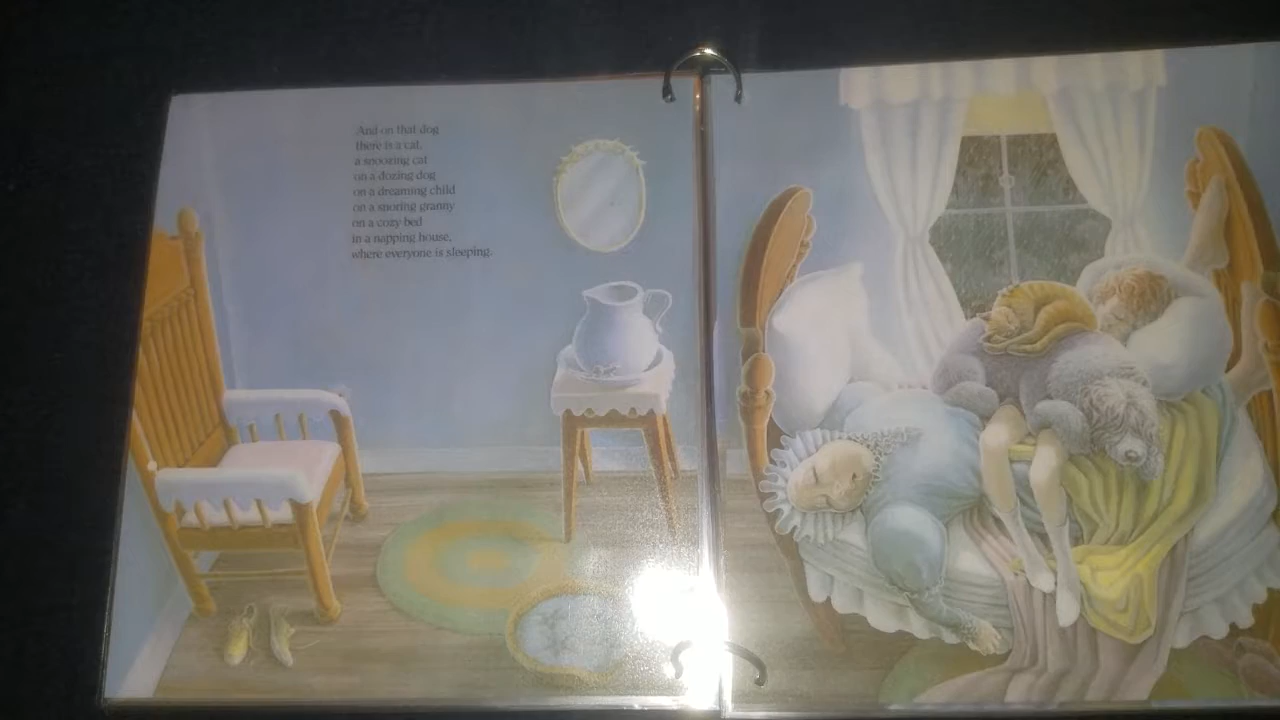 And on that dog
there is a cat,
a snoozing cat
on a dozing dog
on a dreaming child
on a snoring granny
on a cozy bed
in a napping house,
where everyone is sleeping.